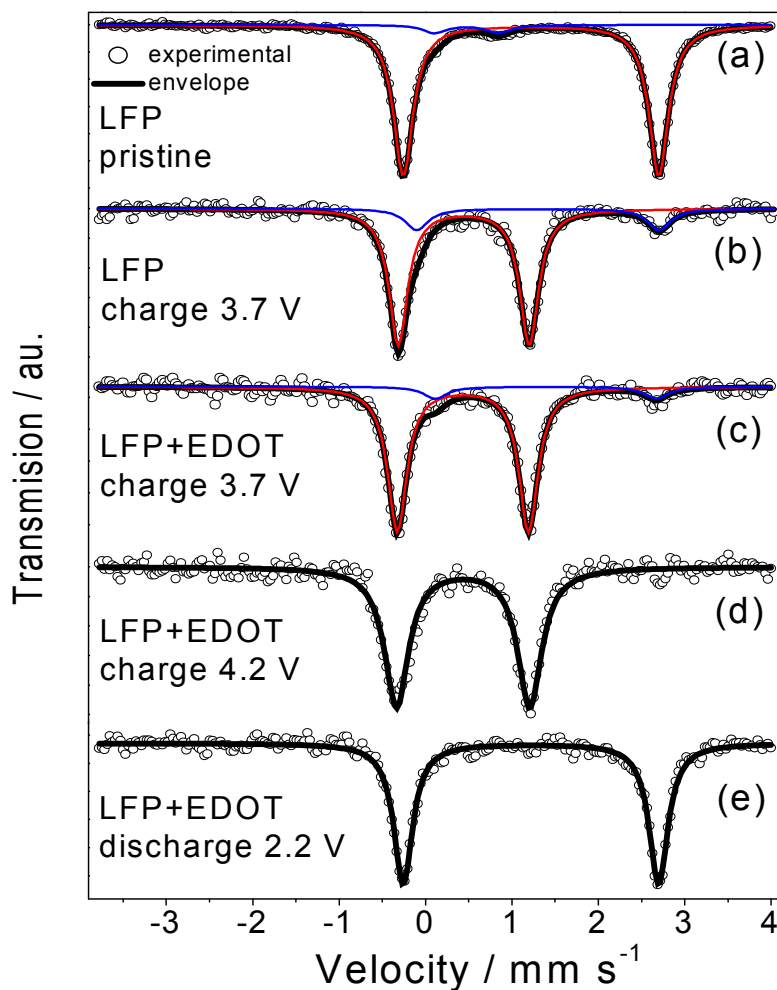 experimental
(a)
envelope
LFP
pristine
(b)
LFP
charge 3.7 V
(c)
LFP+EDOT
charge 3.7 V
(d)
LFP+EDOT
charge 4.2 V
(e)
LFP+EDOT
discharge 2.2 V
Transmision / au.
-3 -2 -1 0 1 2 3 4
Velocity / mm s⁻¹